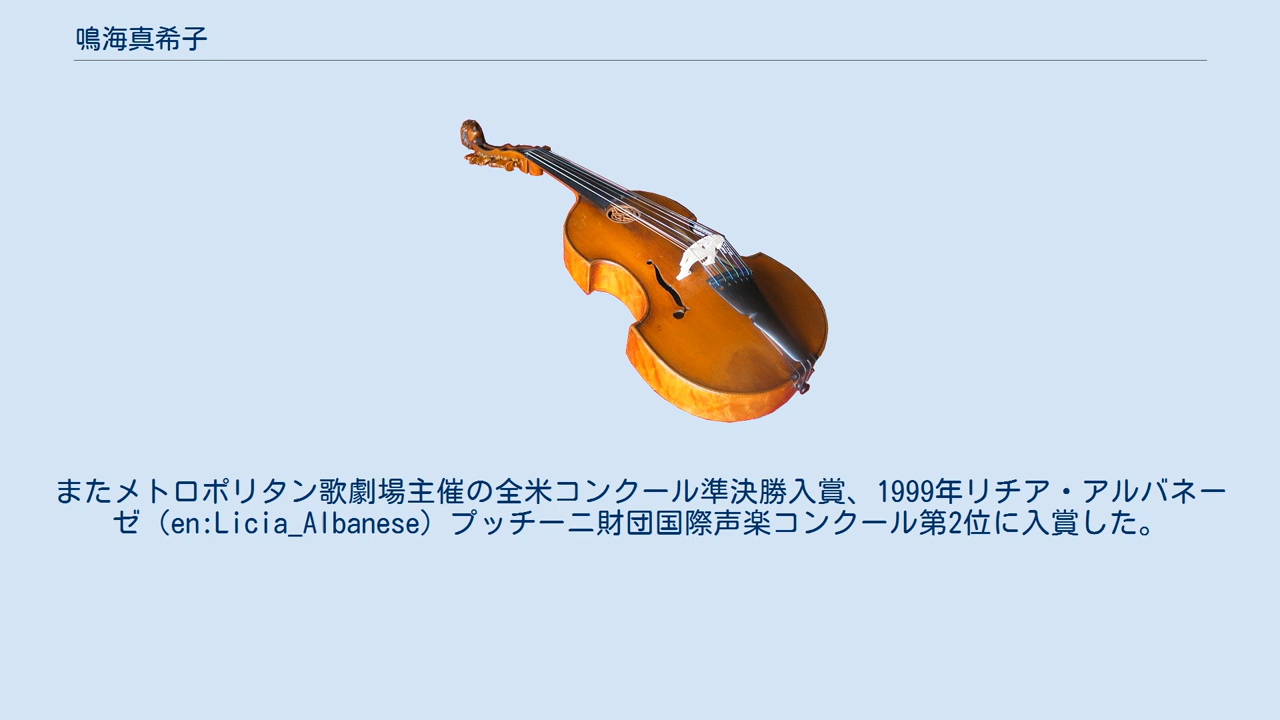 鳴海真希子
またメトロポリタン歌劇場主催の全米コンクール準決勝入賞、1999年リチア・アルバネー
ゼ（en:Licia_Albanese）プッチーニ財団国際声楽コンクール第2位に入賞した。